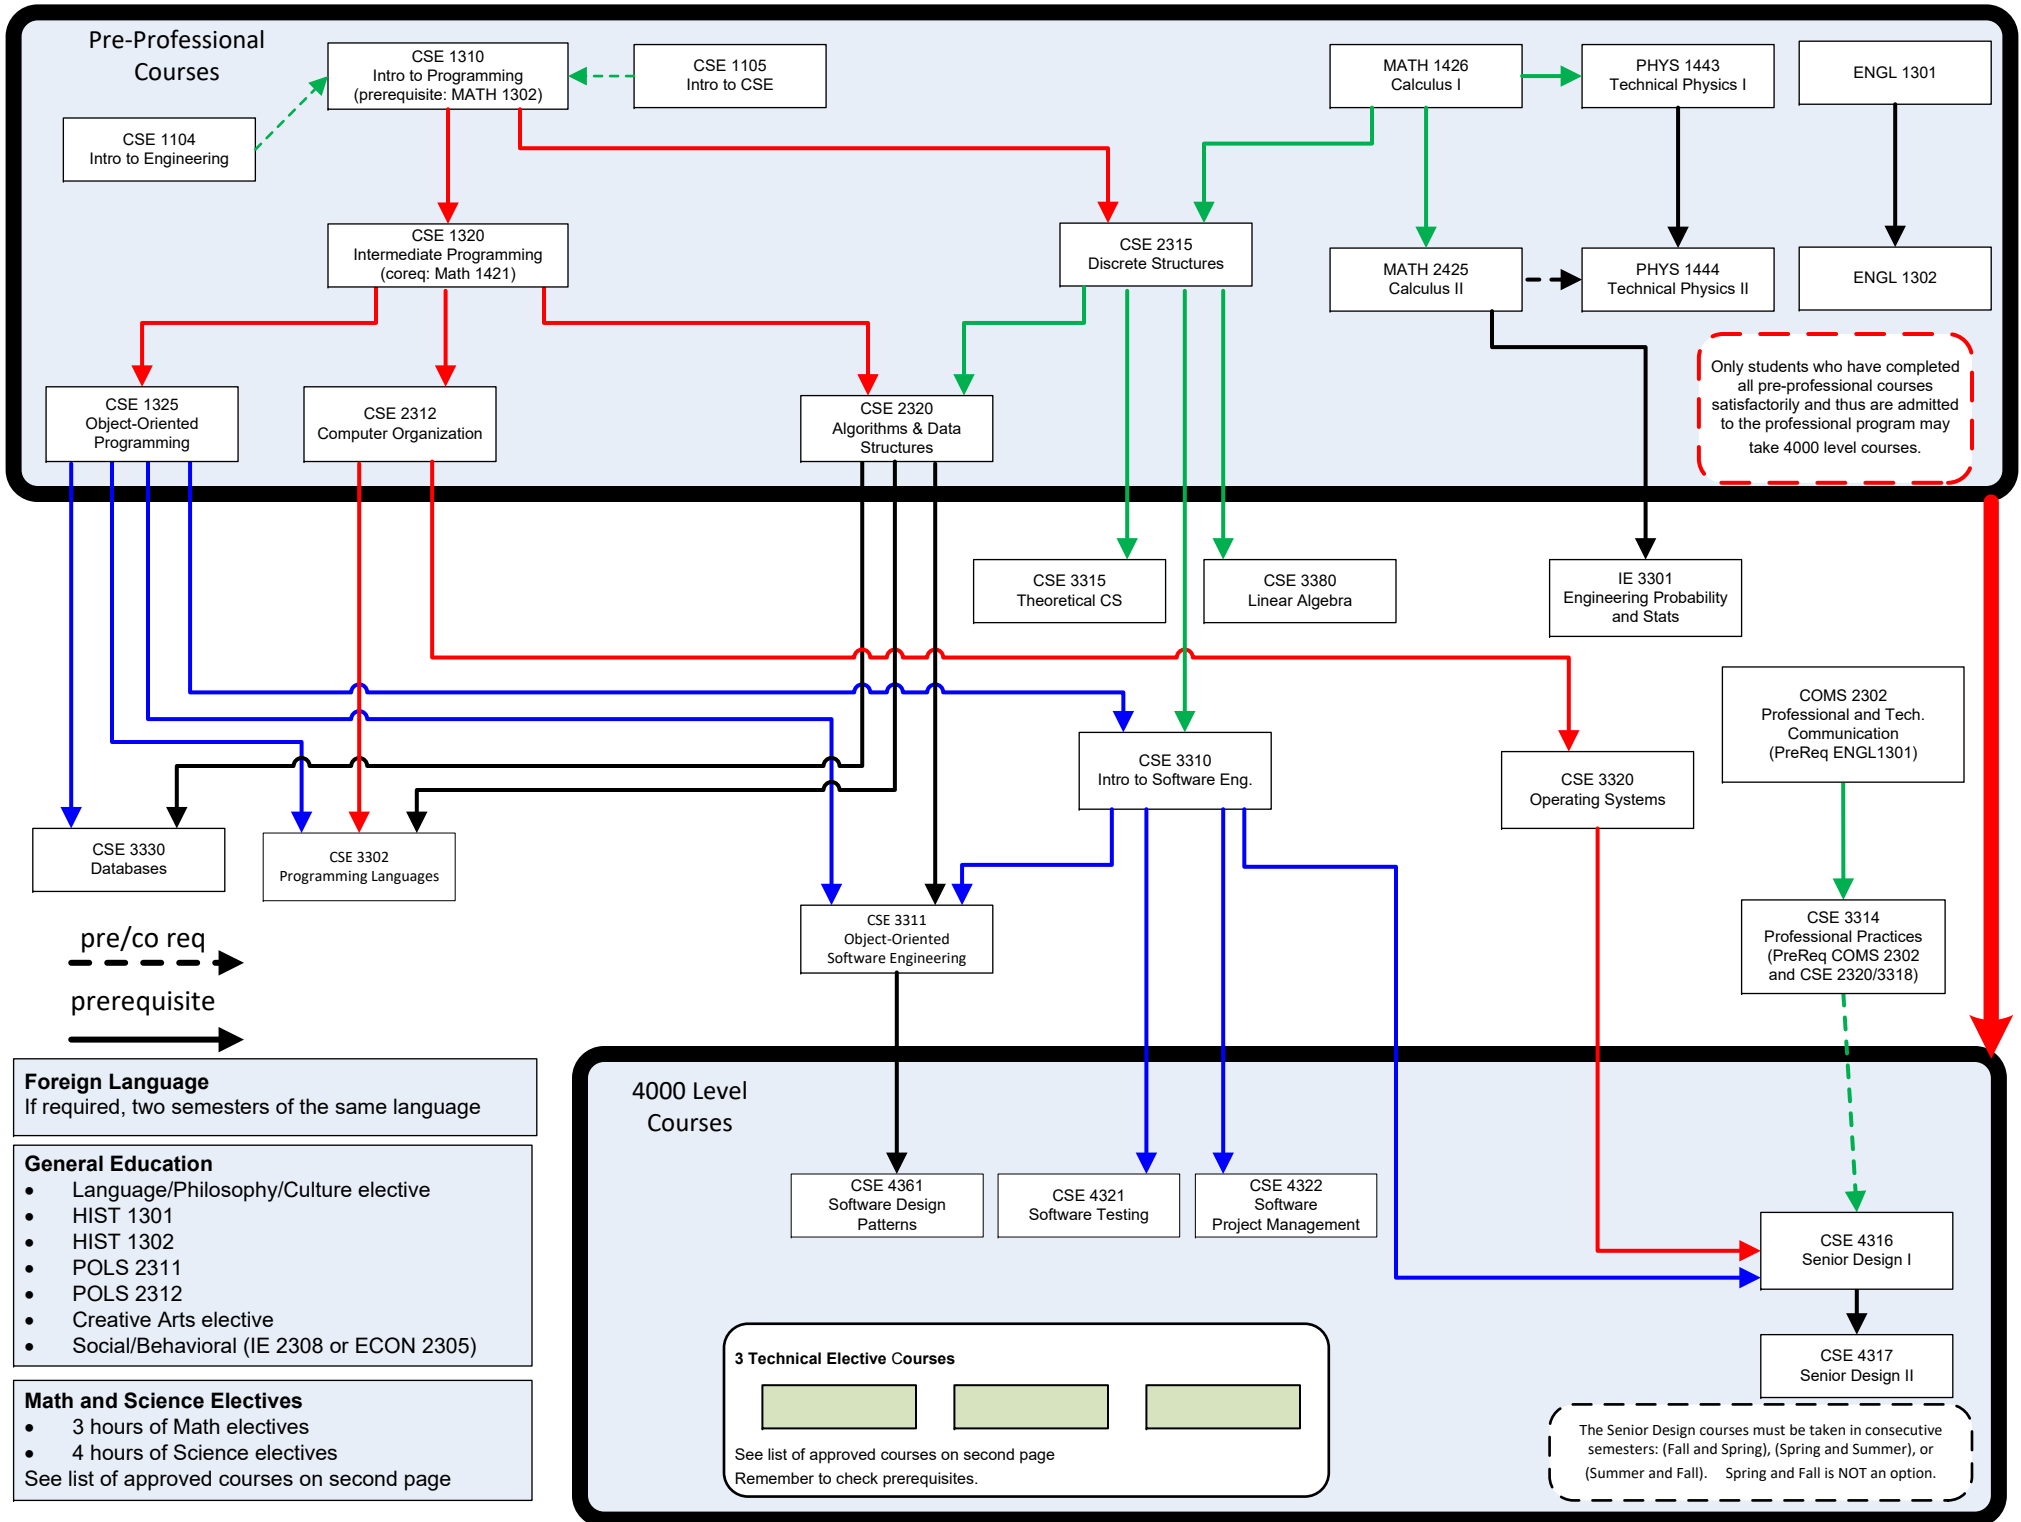 Pre-Professional
Courses
CSE 1310
Intro to Programming
(prerequisite: MATH 1302)
CSE 1105
Intro to CSE
CSE 1104
Intro to Engineering
MATH 1426
Calculus I
PHYS 1443
Technical Physics I
ENGL 1301
CSE 1320
Intermediate Programming
(coreq: Math 1421)
CSE 2315
Discrete Structures
MATH 2425
Calculus II
PHYS 1444
Technical Physics II
ENGL 1302
Only students who have completed
all pre-professional courses
satisfactorily and thus are admitted
to the professional program may
take 4000 level courses.
CSE 1325
Object-Oriented
Programming
CSE 2312
Computer Organization
CSE 2320
Algorithms & Data
Structures
CSE 3315
Theoretical CS
CSE 3380
Linear Algebra
IE 3301
Engineering Probability
and Stats
COMS 2302
Professional and Tech.
Communication
(PreReq ENGL1301)
CSE 3310
Intro to Software Eng.
CSE 3320
Operating Systems
CSE 3330
Databases
CSE 3302
Programming Languages
CSE 3311
Object-Oriented
Software Engineering
CSE 3314
Professional Practices
(PreReq COMS 2302
and CSE 2320/3318)
pre/co req
prerequisite
Foreign Language
If required, two semesters of the same language
General Education
• Language/Philosophy/Culture elective
• HIST 1301
• HIST 1302
• POLS 2311
• POLS 2312
• Creative Arts elective
• Social/Behavioral (IE 2308 or ECON 2305)
Math and Science Electives
• 3 hours of Math electives
• 4 hours of Science electives
See list of approved courses on second page
4000 Level
Courses
CSE 4361
Software Design
Patterns
CSE 4321
Software Testing
CSE 4322
Software
Project Management
CSE 4316
Senior Design I
CSE 4317
Senior Design II
3 Technical Elective Courses
See list of approved courses on second page
Remember to check prerequisites.
The Senior Design courses must be taken in consecutive
semesters: (Fall and Spring), (Spring and Summer), or
(Summer and Fall). Spring and Fall is NOT an option.